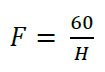 F = 60/H